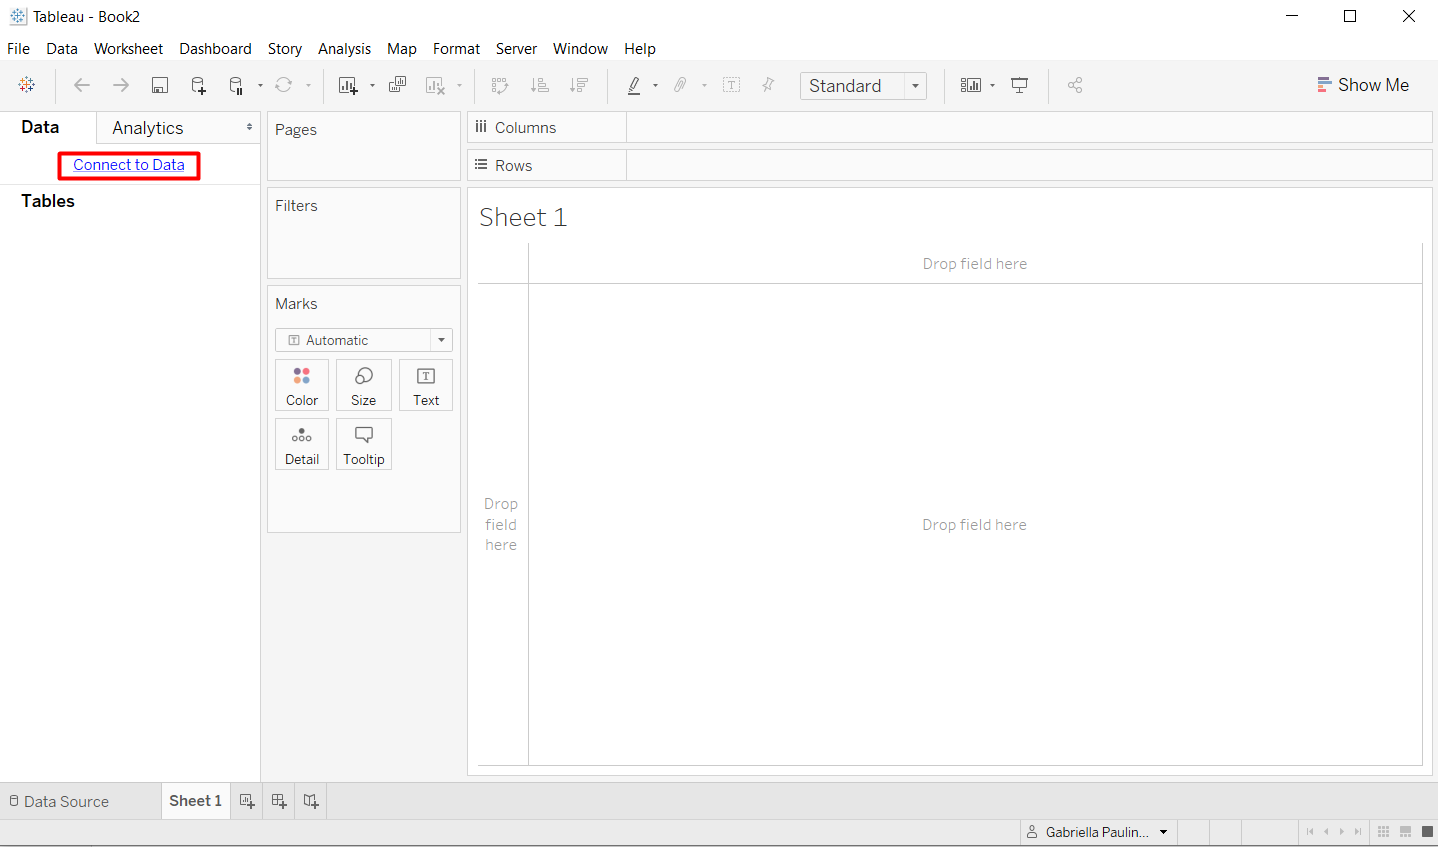 Tableau - Book2
File Data Worksheet Dashboard Story Analysis Map Format Server Window Help
Standard
Show Me
Data
Analytics
Connect to Data
Tables
Pages
Filters
Marks
Automatic
Color
Size
Text
Detail
Tooltip
Columns
Rows
Sheet 1
Drop field here
Drop
field
here
Drop field here
Data Source
Sheet 1
Gabriella Paulin...